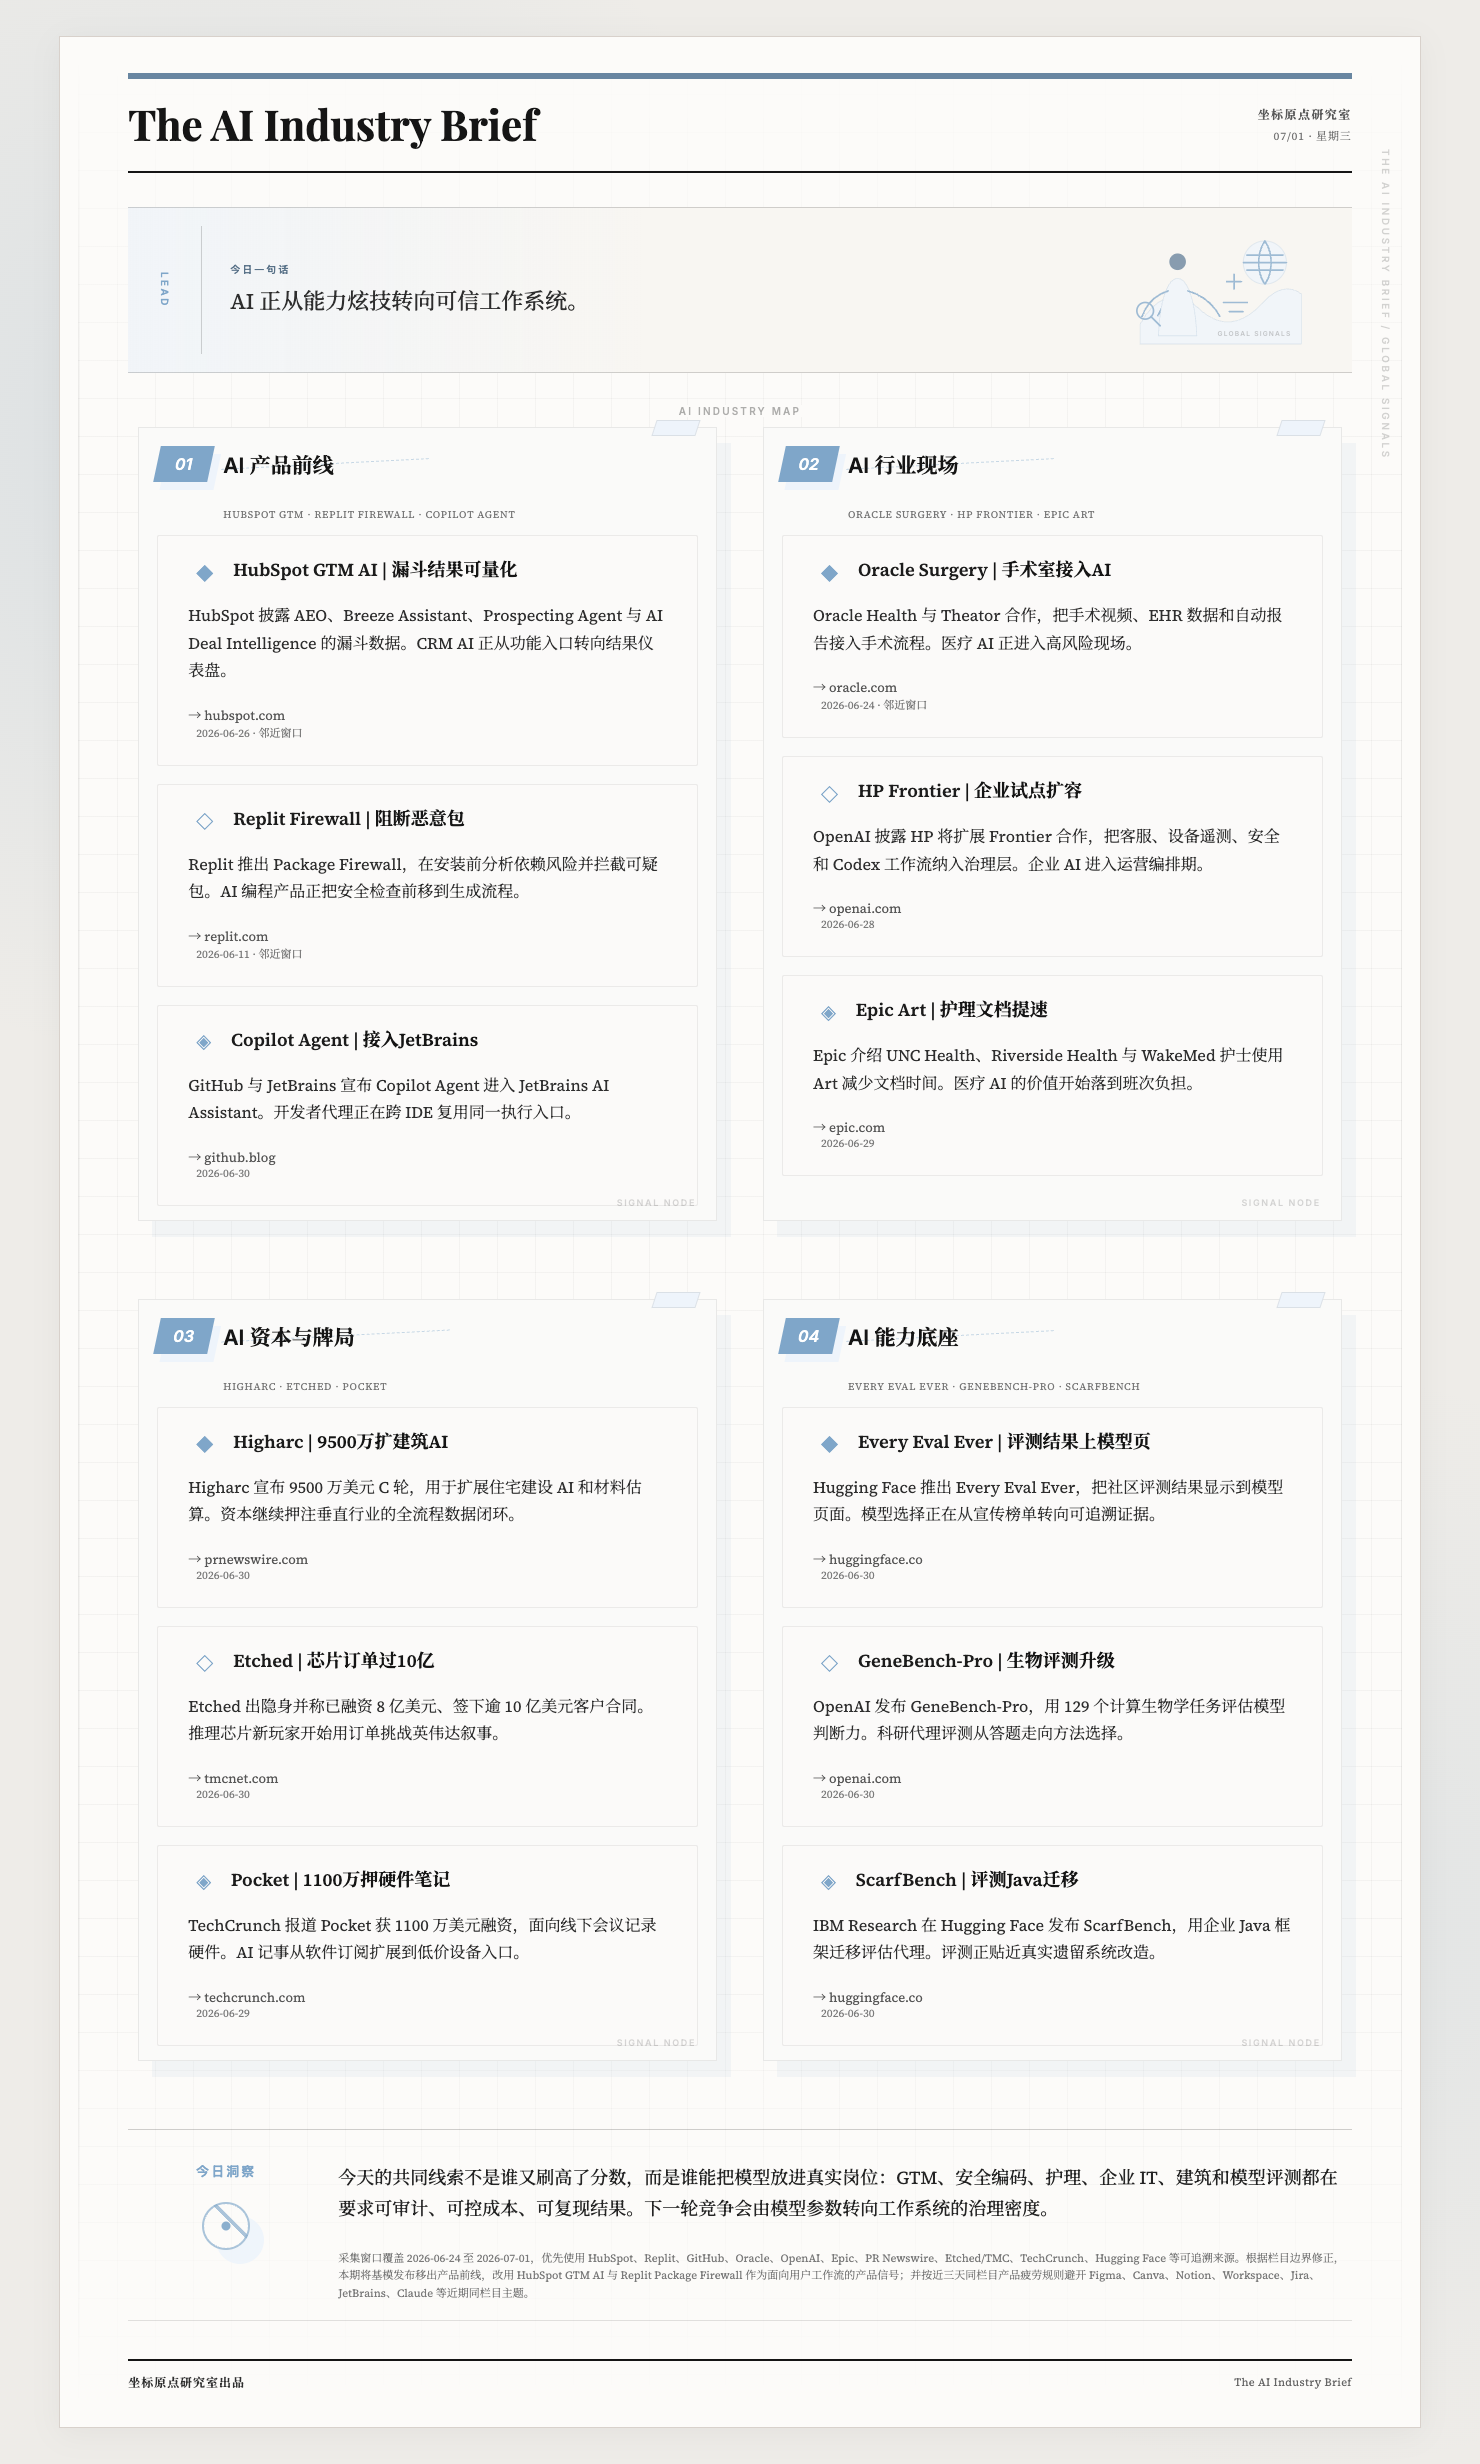 The AI Industry Brief
坐标原点研究室
07/01 · 星期三
THE AI INDUSTRY BRIEF / GLOBAL SIGNALS
LEAD
今日一句话
AI 正从能力炫技转向可信工作系统。
GLOBAL SIGNALS
AI INDUSTRY MAP
01
AI 产品前线
HUBSPOT GTM · REPLIT FIREWALL · COPILOT AGENT
◆ HubSpot GTM AI | 漏斗结果可量化
HubSpot 披露 AEO、Breeze Assistant、Prospecting Agent 与 AI
Deal Intelligence 的漏斗数据。CRM AI 正从功能入口转向结果仪
表盘。
→ hubspot.com
2026-06-26 · 邻近窗口
◇ Replit Firewall | 阻断恶意包
Replit 推出 Package Firewall，在安装前分析依赖风险并拦截可疑
包。AI 编程产品正把安全检查前移到生成流程。
→ replit.com
2026-06-11 · 邻近窗口
◈ Copilot Agent | 接入JetBrains
GitHub 与 JetBrains 宣布 Copilot Agent 进入 JetBrains AI
Assistant。开发者代理正在跨 IDE 复用同一执行入口。
→ github.blog
2026-06-30
SIGNAL NODE
02
AI 行业现场
ORACLE SURGERY · HP FRONTIER · EPIC ART
◆ Oracle Surgery | 手术室接入AI
Oracle Health 与 Theator 合作，把手术视频、EHR 数据和自动报
告接入手术流程。医疗 AI 正进入高风险现场。
→ oracle.com
2026-06-24 · 邻近窗口
◇ HP Frontier | 企业试点扩容
OpenAI 披露 HP 将扩展 Frontier 合作，把客服、设备遥测、安全
和 Codex 工作流纳入治理层。企业 AI 进入运营编排期。
→ openai.com
2026-06-28
◈ Epic Art | 护理文档提速
Epic 介绍 UNC Health、Riverside Health 与 WakeMed 护士使用
Art 减少文档时间。医疗 AI 的价值开始落到班次负担。
→ epic.com
2026-06-29
SIGNAL NODE
03
AI 资本与牌局
HIGHARC · ETCHED · POCKET
◆ Higharc | 9500万扩建筑AI
Higharc 宣布 9500 万美元 C 轮，用于扩展住宅建设 AI 和材料估
算。资本继续押注垂直行业的全流程数据闭环。
→ prnewswire.com
2026-06-30
◇ Etched | 芯片订单过10亿
Etched 出隐身并称已融资 8 亿美元、签下逾 10 亿美元客户合同。
推理芯片新玩家开始用订单挑战英伟达叙事。
→ tmcnet.com
2026-06-30
◈ Pocket | 1100万押硬件笔记
TechCrunch 报道 Pocket 获 1100 万美元融资，面向线下会议记录
硬件。AI 记事从软件订阅扩展到低价设备入口。
→ techcrunch.com
2026-06-29
SIGNAL NODE
04
AI 能力底座
EVERY EVAL EVER · GENEBENCH-PRO · SCARFBENCH
◆ Every Eval Ever | 评测结果上模型页
Hugging Face 推出 Every Eval Ever，把社区评测结果显示到模型
页面。模型选择正在从宣传榜单转向可追溯证据。
→ huggingface.co
2026-06-30
◇ GeneBench-Pro | 生物评测升级
OpenAI 发布 GeneBench-Pro，用 129 个计算生物学任务评估模型
判断力。科研代理评测从答题走向方法选择。
→ openai.com
2026-06-30
◈ ScarfBench | 评测Java迁移
IBM Research 在 Hugging Face 发布 ScarfBench，用企业 Java 框
架迁移评估代理。评测正贴近真实遗留系统改造。
→ huggingface.co
2026-06-30
SIGNAL NODE
今日洞察
今天的共同线索不是谁又刷高了分数，而是谁能把模型放进真实岗位：GTM、安全编码、护理、企业 IT、建筑和模型评测都在
要求可审计、可控成本、可复现结果。下一轮竞争会由模型参数转向工作系统的治理密度。
采集窗口覆盖 2026-06-24 至 2026-07-01，优先使用 HubSpot、Replit、GitHub、Oracle、OpenAI、Epic、PR Newswire、Etched/TMC、TechCrunch、Hugging Face 等可追溯来源。根据栏目边界修正，
本期将基模发布移出产品前线，改用 HubSpot GTM AI 与 Replit Package Firewall 作为面向用户工作流的产品信号；并按近三天同栏目产品疲劳规则避开 Figma、Canva、Notion、Workspace、Jira、
JetBrains、Claude 等近期同栏目主题。
坐标原点研究室出品
The AI Industry Brief